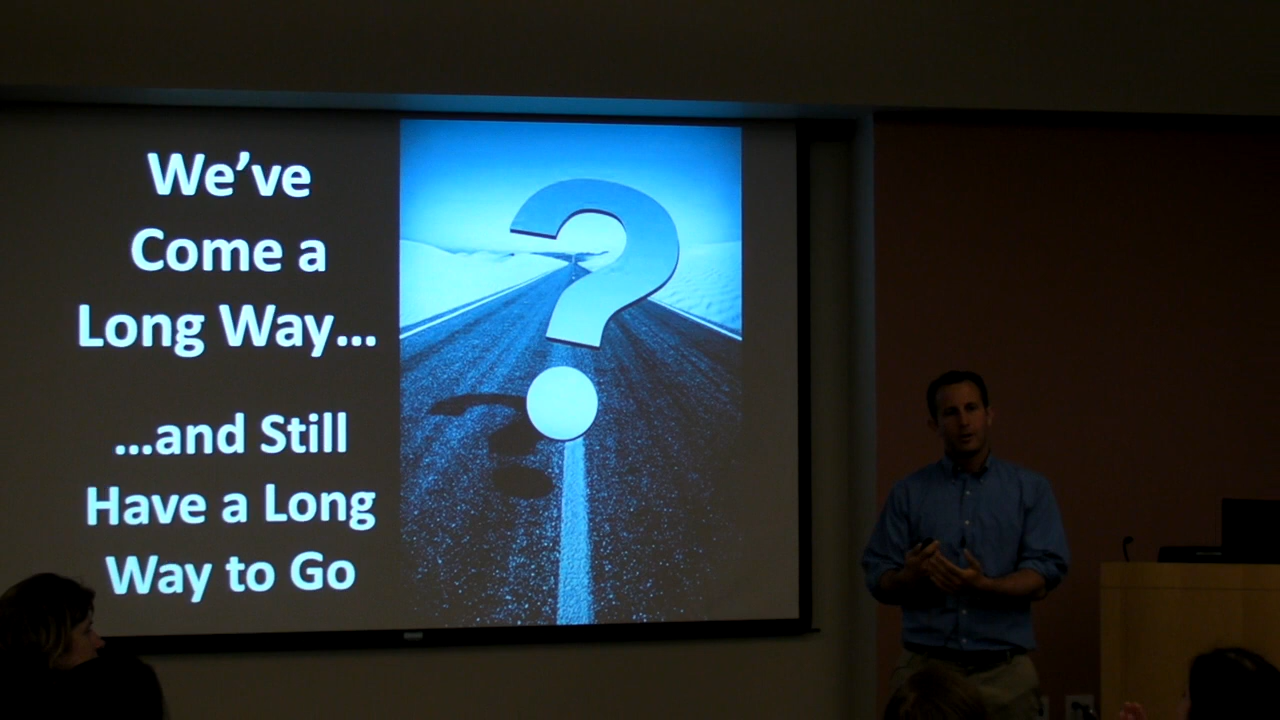 We’ve
Come a
Long Way...
...and Still
Have a Long
Way to Go
?